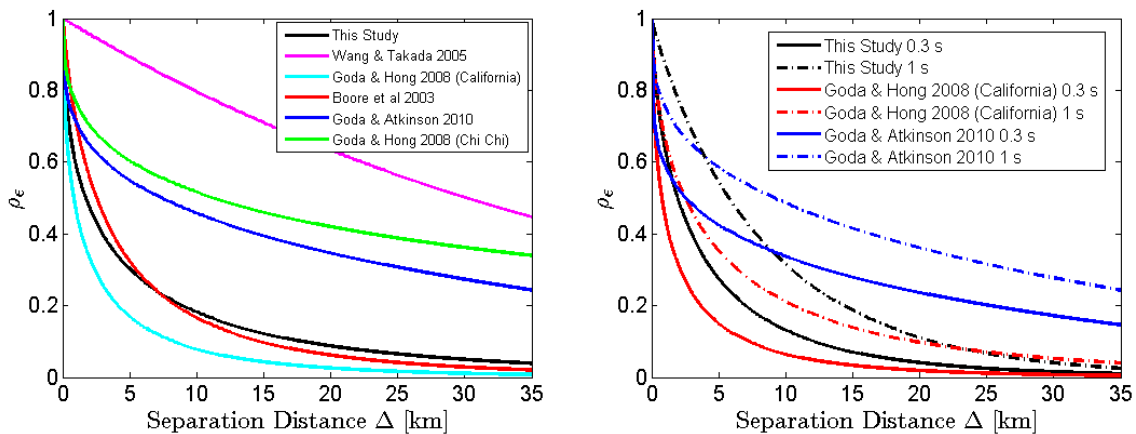 1
0.8
0.6
0.4
0.2
0
ρϵ
0 5 10 15 20 25 30 35
Separation Distance Δ [km]
This Study
Wang & Takada 2005
Goda & Hong 2008 (California)
Boore et al 2003
Goda & Atkinson 2010
Goda & Hong 2008 (Chi Chi)
1
0.8
0.6
0.4
0.2
0
ρϵ
0 5 10 15 20 25 30 35
Separation Distance Δ [km]
This Study 0.3 s
This Study 1 s
Goda & Hong 2008 (California) 0.3 s
Goda & Hong 2008 (California) 1 s
Goda & Atkinson 2010 0.3 s
Goda & Atkinson 2010 1 s